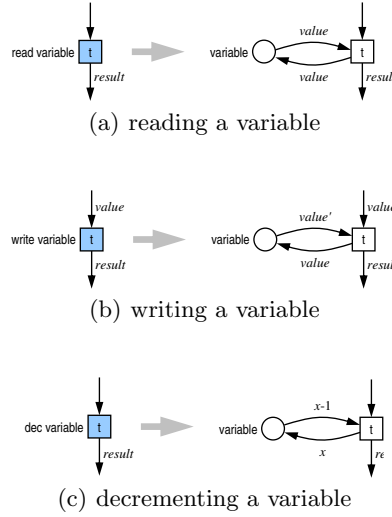 value
read variable t variable t
result value result
(a) reading a variable
value value' value
write variable t variable t
result value result
(b) writing a variable
x-1
dec variable t variable t
result x re
(c) decrementing a variable